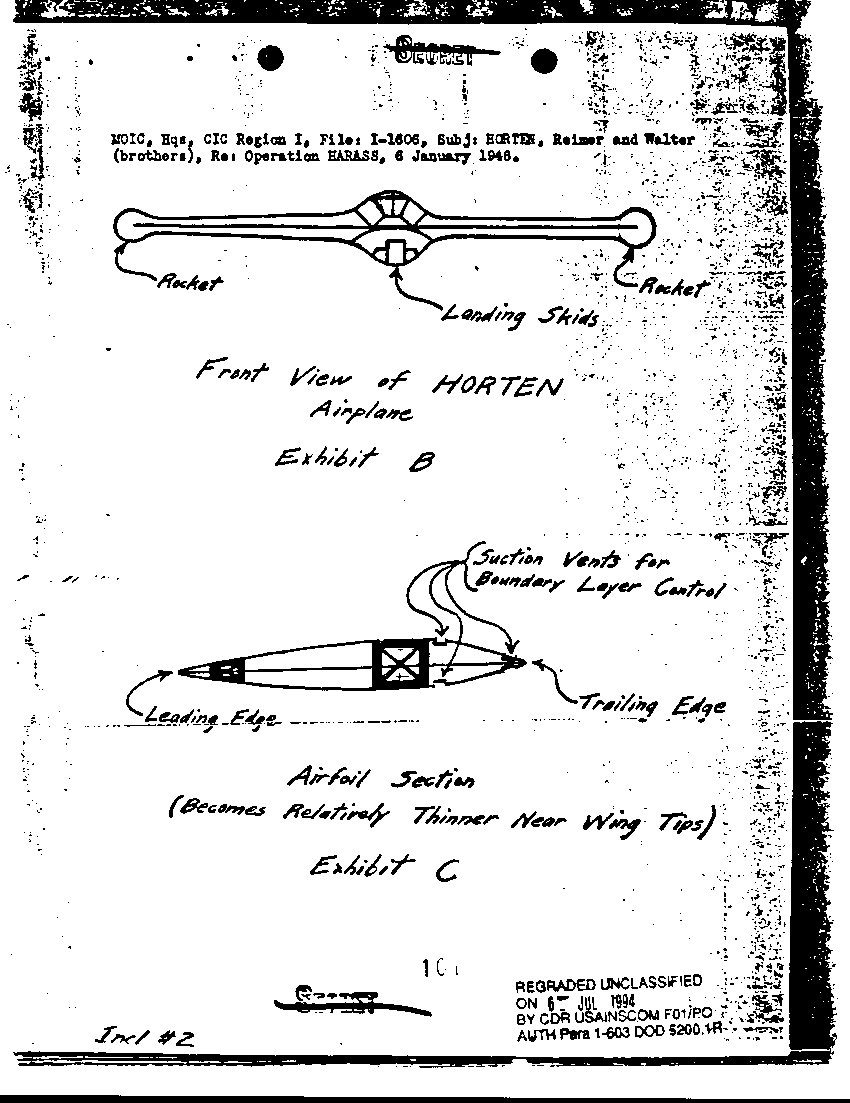 SECRET
MOIC, Hqs, CIC Region I, File: I-1606, Subj: HORTEN, Reimer and Walter
(brothers), Re: Operation HARASS, 6 January 1948.
Rocket
Rocket
Landing Skids
Front View of HORTEN
Airplane
Exhibit B
Suction Vents for
Boundary Layer Control
Leading Edge
Trailing Edge
Airfoil Section
(Becomes Relatively Thinner Near Wing Tips)
Exhibit C
REGRADED UNCLASSIFIED
ON 6 JUL 1994
BY CDR USAINSCOM F01/PO
AUTH Para 1-603 DOD 5200.1R
Incl #2